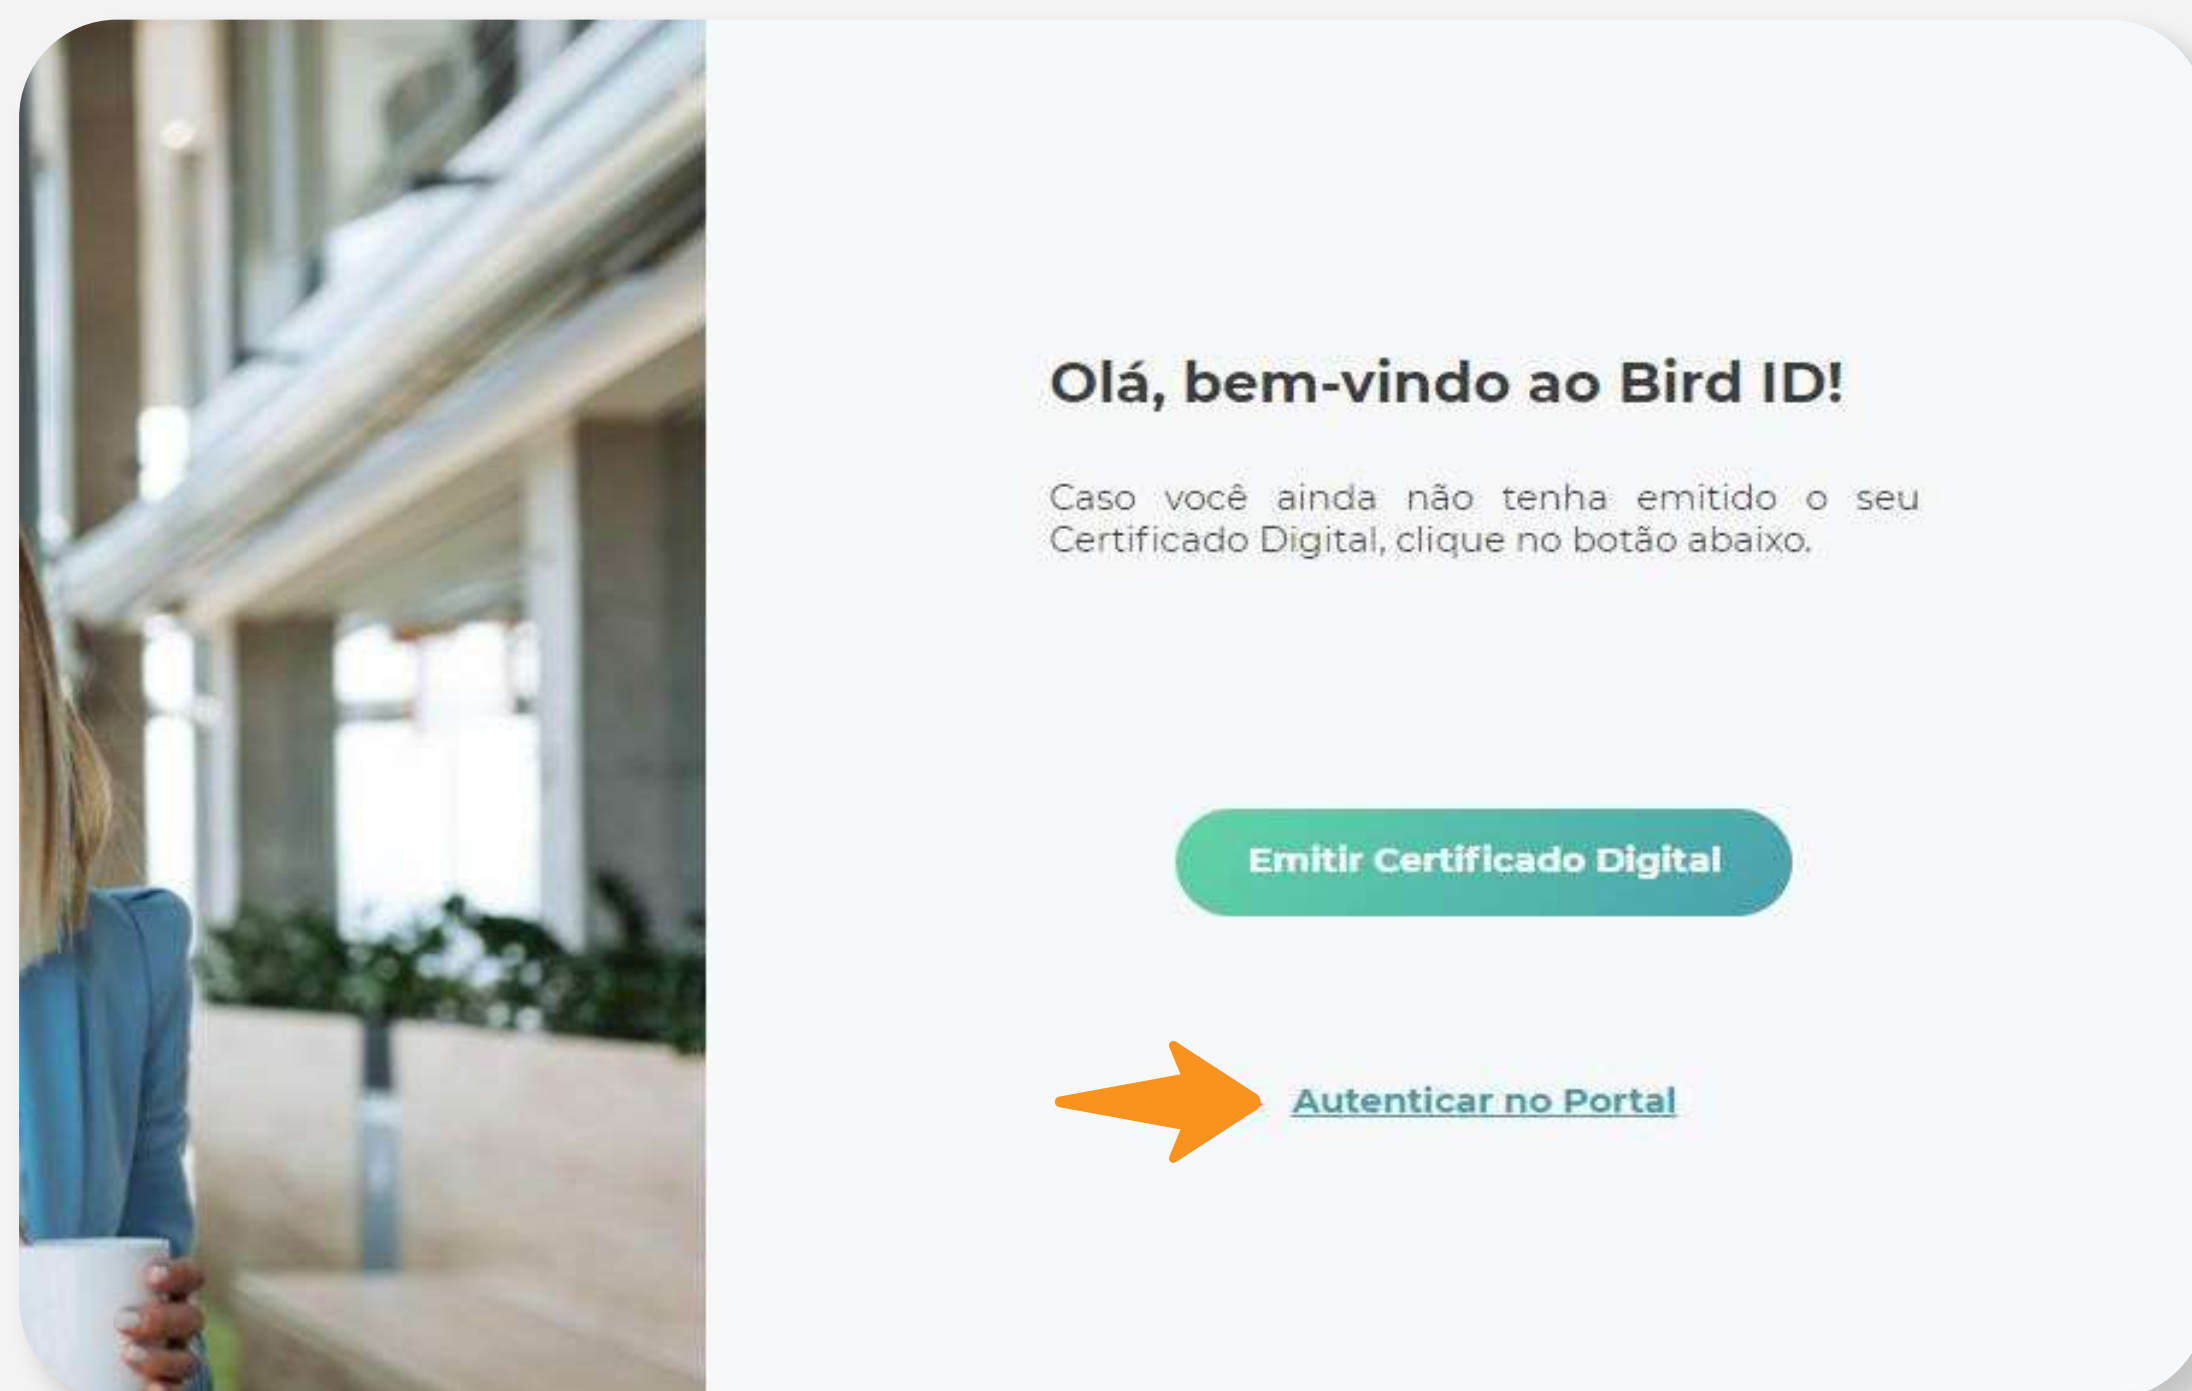 Olá, bem-vindo ao Bird ID!
Caso você ainda não tenha emitido o seu
Certificado Digital, clique no botão abaixo.
Emitir Certificado Digital
Autenticar no Portal